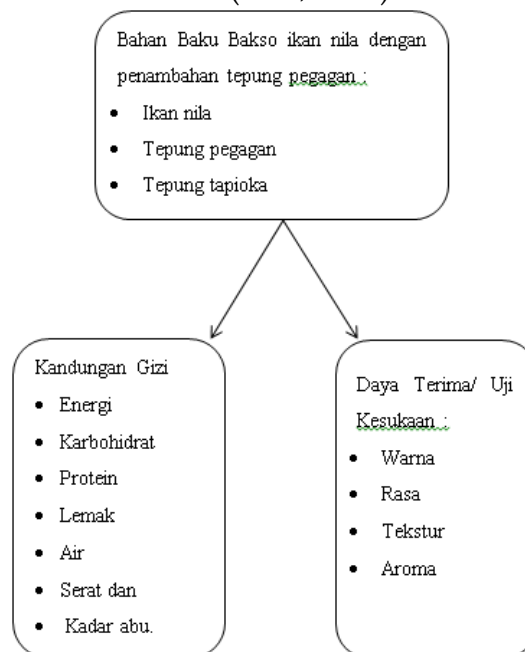 Bahan Baku Bakso ikan nila dengan
penambahan tepung pegagan :
• Ikan nila
• Tepung pegagan
• Tepung tapioka
Kandungan Gizi
• Energi
• Karbohidrat
• Protein
• Lemak
• Air
• Serat dan
• Kadar abu.
Daya Terima/ Uji
Kesukaan :
• Warna
• Rasa
• Tekstur
• Aroma